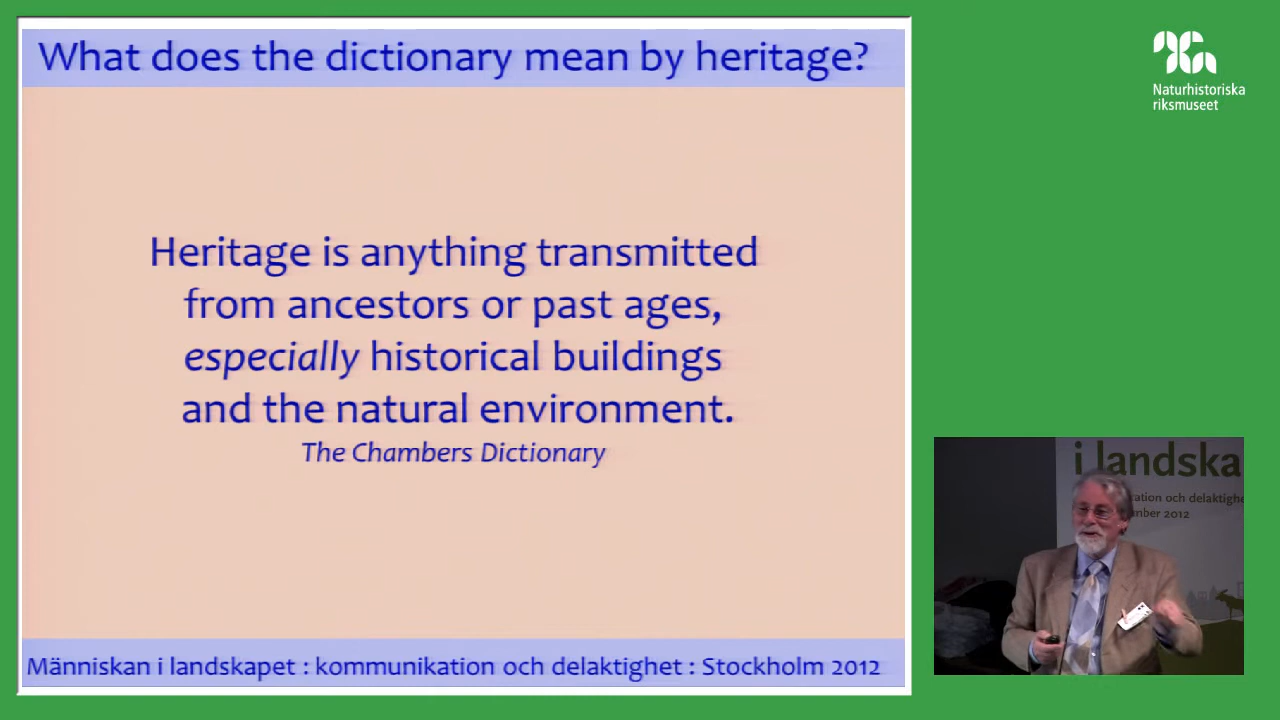 What does the dictionary mean by heritage?
Heritage is anything transmitted
from ancestors or past ages,
especially historical buildings
and the natural environment.
The Chambers Dictionary
Människan i landskapet : kommunikation och delaktighet : Stockholm 2012
Naturhistoriska
riksmuseet
i landska
ation och delaktighe
mber 2012